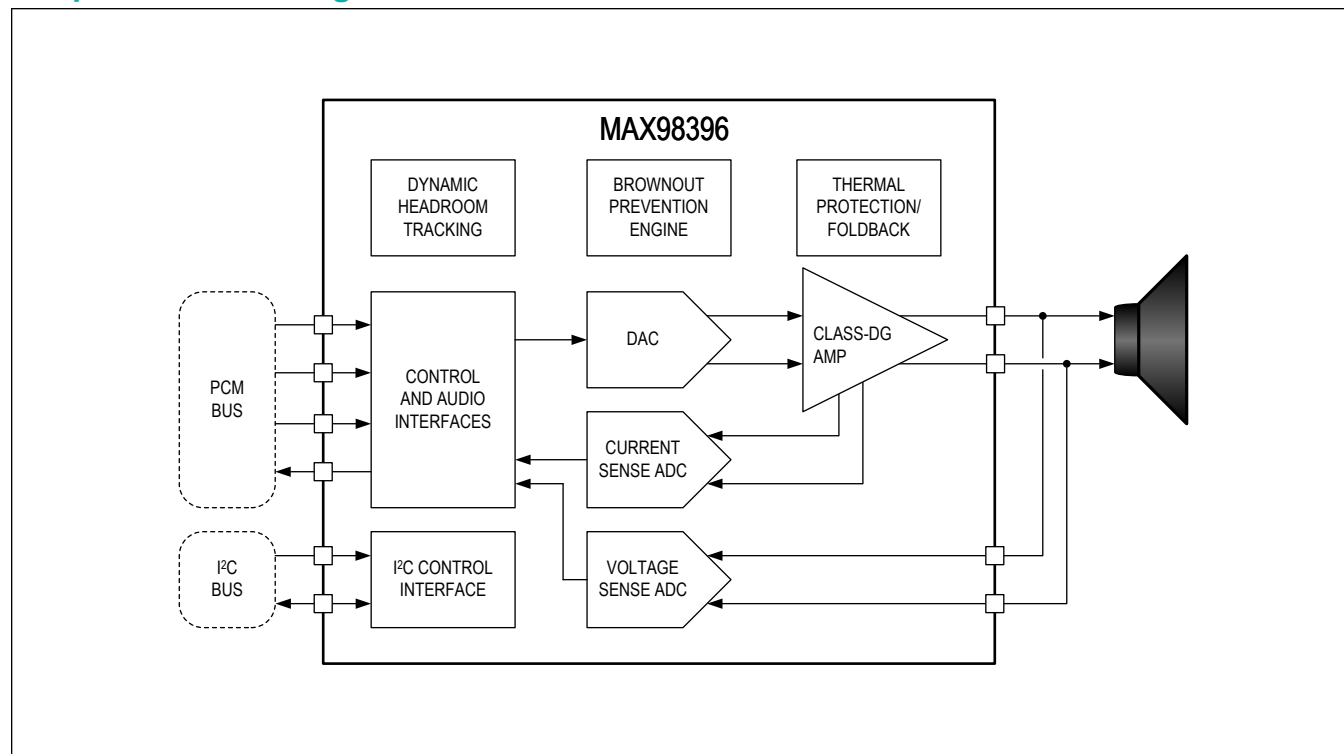 MAX98396
DYNAMIC
HEADROOM
TRACKING
BROWNOUT
PREVENTION
ENGINE
THERMAL
PROTECTION/
FOLDBACK
PCM
BUS
CONTROL
AND AUDIO
INTERFACES
DAC
CLASS-DG
AMP
CURRENT
SENSE ADC
I²C
BUS
I²C CONTROL
INTERFACE
VOLTAGE
SENSE ADC